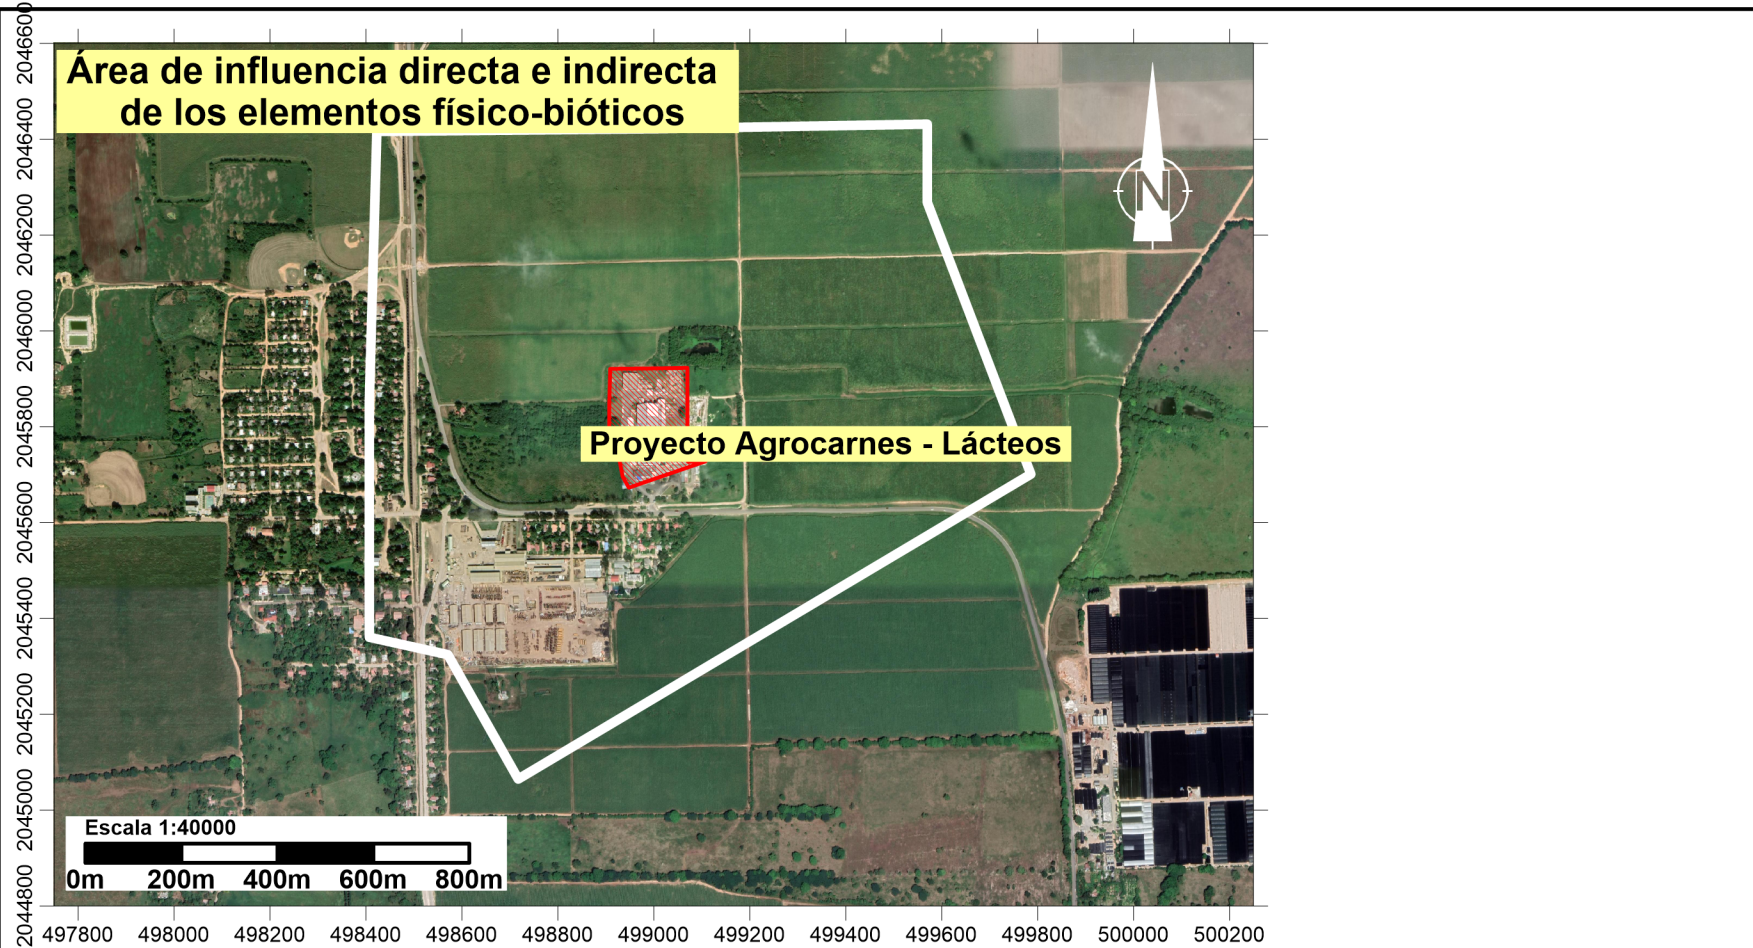 Área de influencia directa e indirecta
de los elementos físico-bióticos
N
Proyecto Agrocarnes - Lácteos
Escala 1:40000
0m 200m 400m 600m 800m
2046600
2046400
2046200
2046000
2045800
2045600
2045400
2045200
2045000
2044800
497800 498000 498200 498400 498600 498800 499000 499200 499400 499600 499800 500000 500200